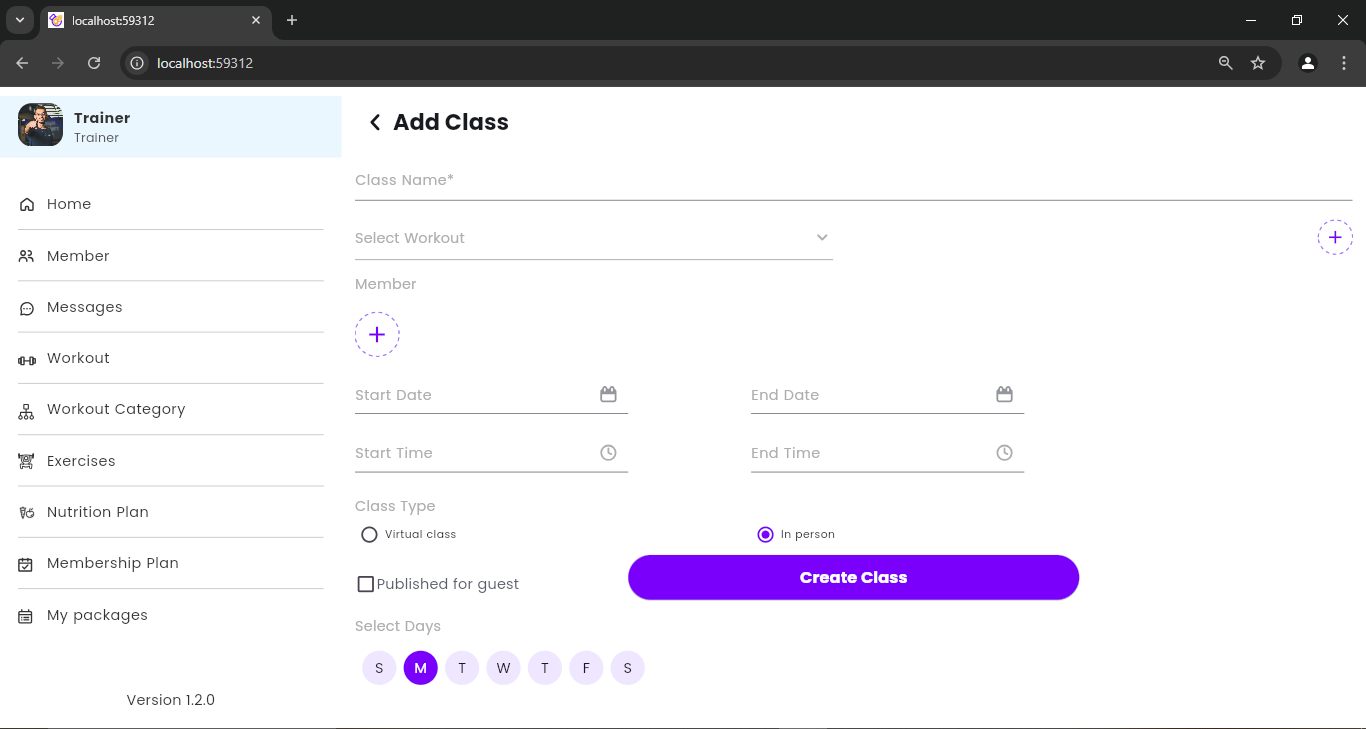 localhost:59312
localhost:59312
Trainer
Trainer
Home
Member
Messages
Workout
Workout Category
Exercises
Nutrition Plan
Membership Plan
My packages
Version 1.2.0
Add Class
Class Name*
Select Workout
Member
Start Date End Date
Start Time End Time
Class Type
Virtual class In person
Published for guest
Create Class
Select Days
S M T W T F S